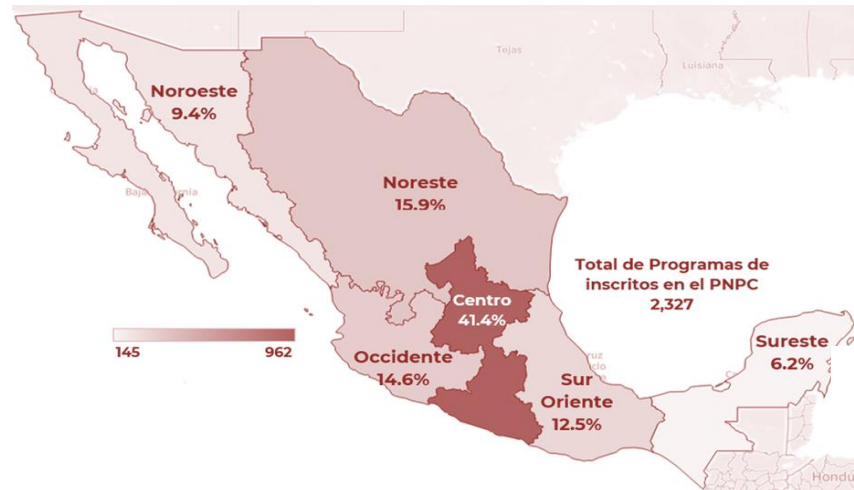 Tejas
Luisiana
Noroeste
9.4%
Noreste
15.9%
Total de Programas de
inscritos en el PNPC
2,327
Centro
41.4%
145
962
Occidente
14.6%
Sureste
6.2%
Sur
Oriente
12.5%
Hondu